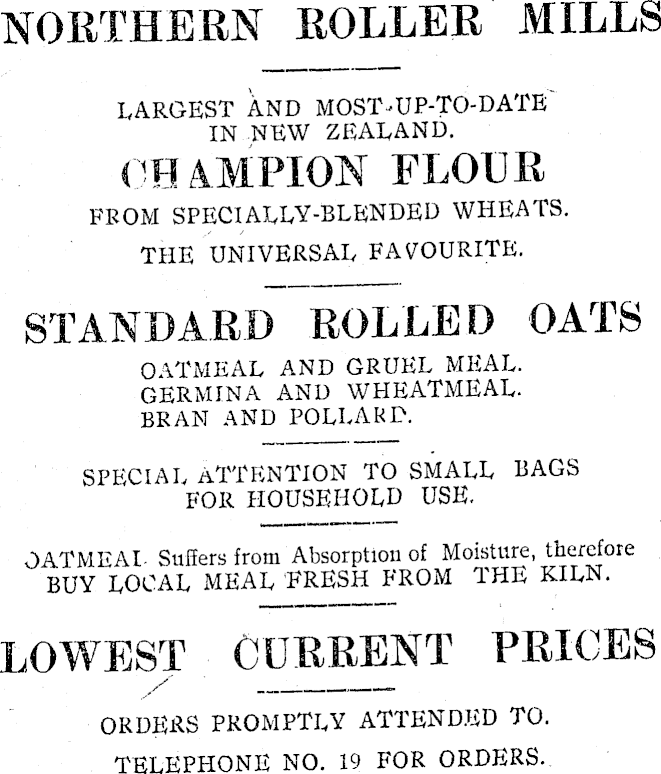 NORTHERN ROLLER MILLS
LARGEST AND MOST-UP-TO-DATE
IN NEW ZEALAND.
CHAMPION FLOUR
FROM SPECIALLY-BLENDED WHEATS.
THE UNIVERSAL FAVOURITE.
STANDARD ROLLED OATS
OATMEAL AND GRUEL MEAL.
GERMINA AND WHEATMEAL.
BRAN AND POLLARD.
SPECIAL ATTENTION TO SMALL BAGS
FOR HOUSEHOLD USE.
OATMEAL Suffers from Absorption of Moisture, therefore
BUY LOCAL MEAL FRESH FROM THE KILN.
LOWEST CURRENT PRICES
ORDERS PROMPTLY ATTENDED TO.
TELEPHONE NO. 19 FOR ORDERS.